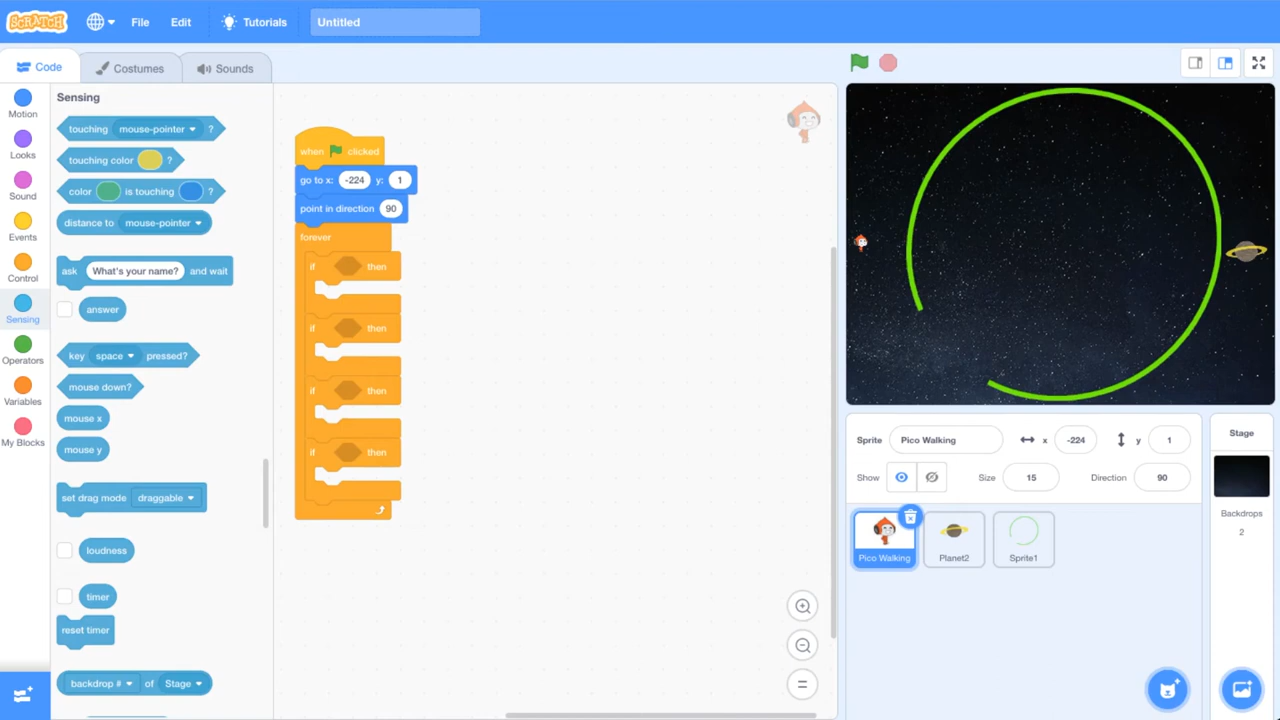 SCRATCH File Edit Tutorials Untitled
Code Costumes Sounds
Motion
Looks
Sound
Events
Control
Sensing
Operators
Variables
My Blocks
Sensing
touching mouse-pointer ?
touching color ?
color is touching ?
distance to mouse-pointer
ask What's your name? and wait
answer
key space pressed?
mouse down?
mouse x
mouse y
set drag mode draggable
loudness
timer
reset timer
backdrop # of Stage
when clicked
go to x: -224 y: 1
point in direction 90
forever
if then
if then
if then
if then
Sprite Pico Walking x -224 y 1
Show Size 15 Direction 90
Pico Walking
Planet2
Sprite1
Stage
Backdrops
2